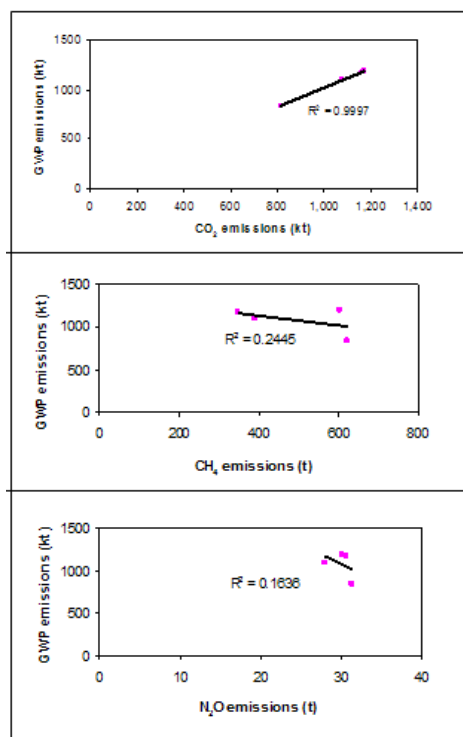 1500
1000
500
0
GWP emissions (kt)
R² = 0.9997
0 200 400 600 800 1,000 1,200 1,400
CO₂ emissions (kt)
1500
1000
500
0
GWP emissions (kt)
R² = 0.2445
0 200 400 600 800
CH₄ emissions (t)
1500
1000
500
0
GWP emissions (kt)
R² = 0.1636
0 10 20 30 40
N₂O emissions (t)